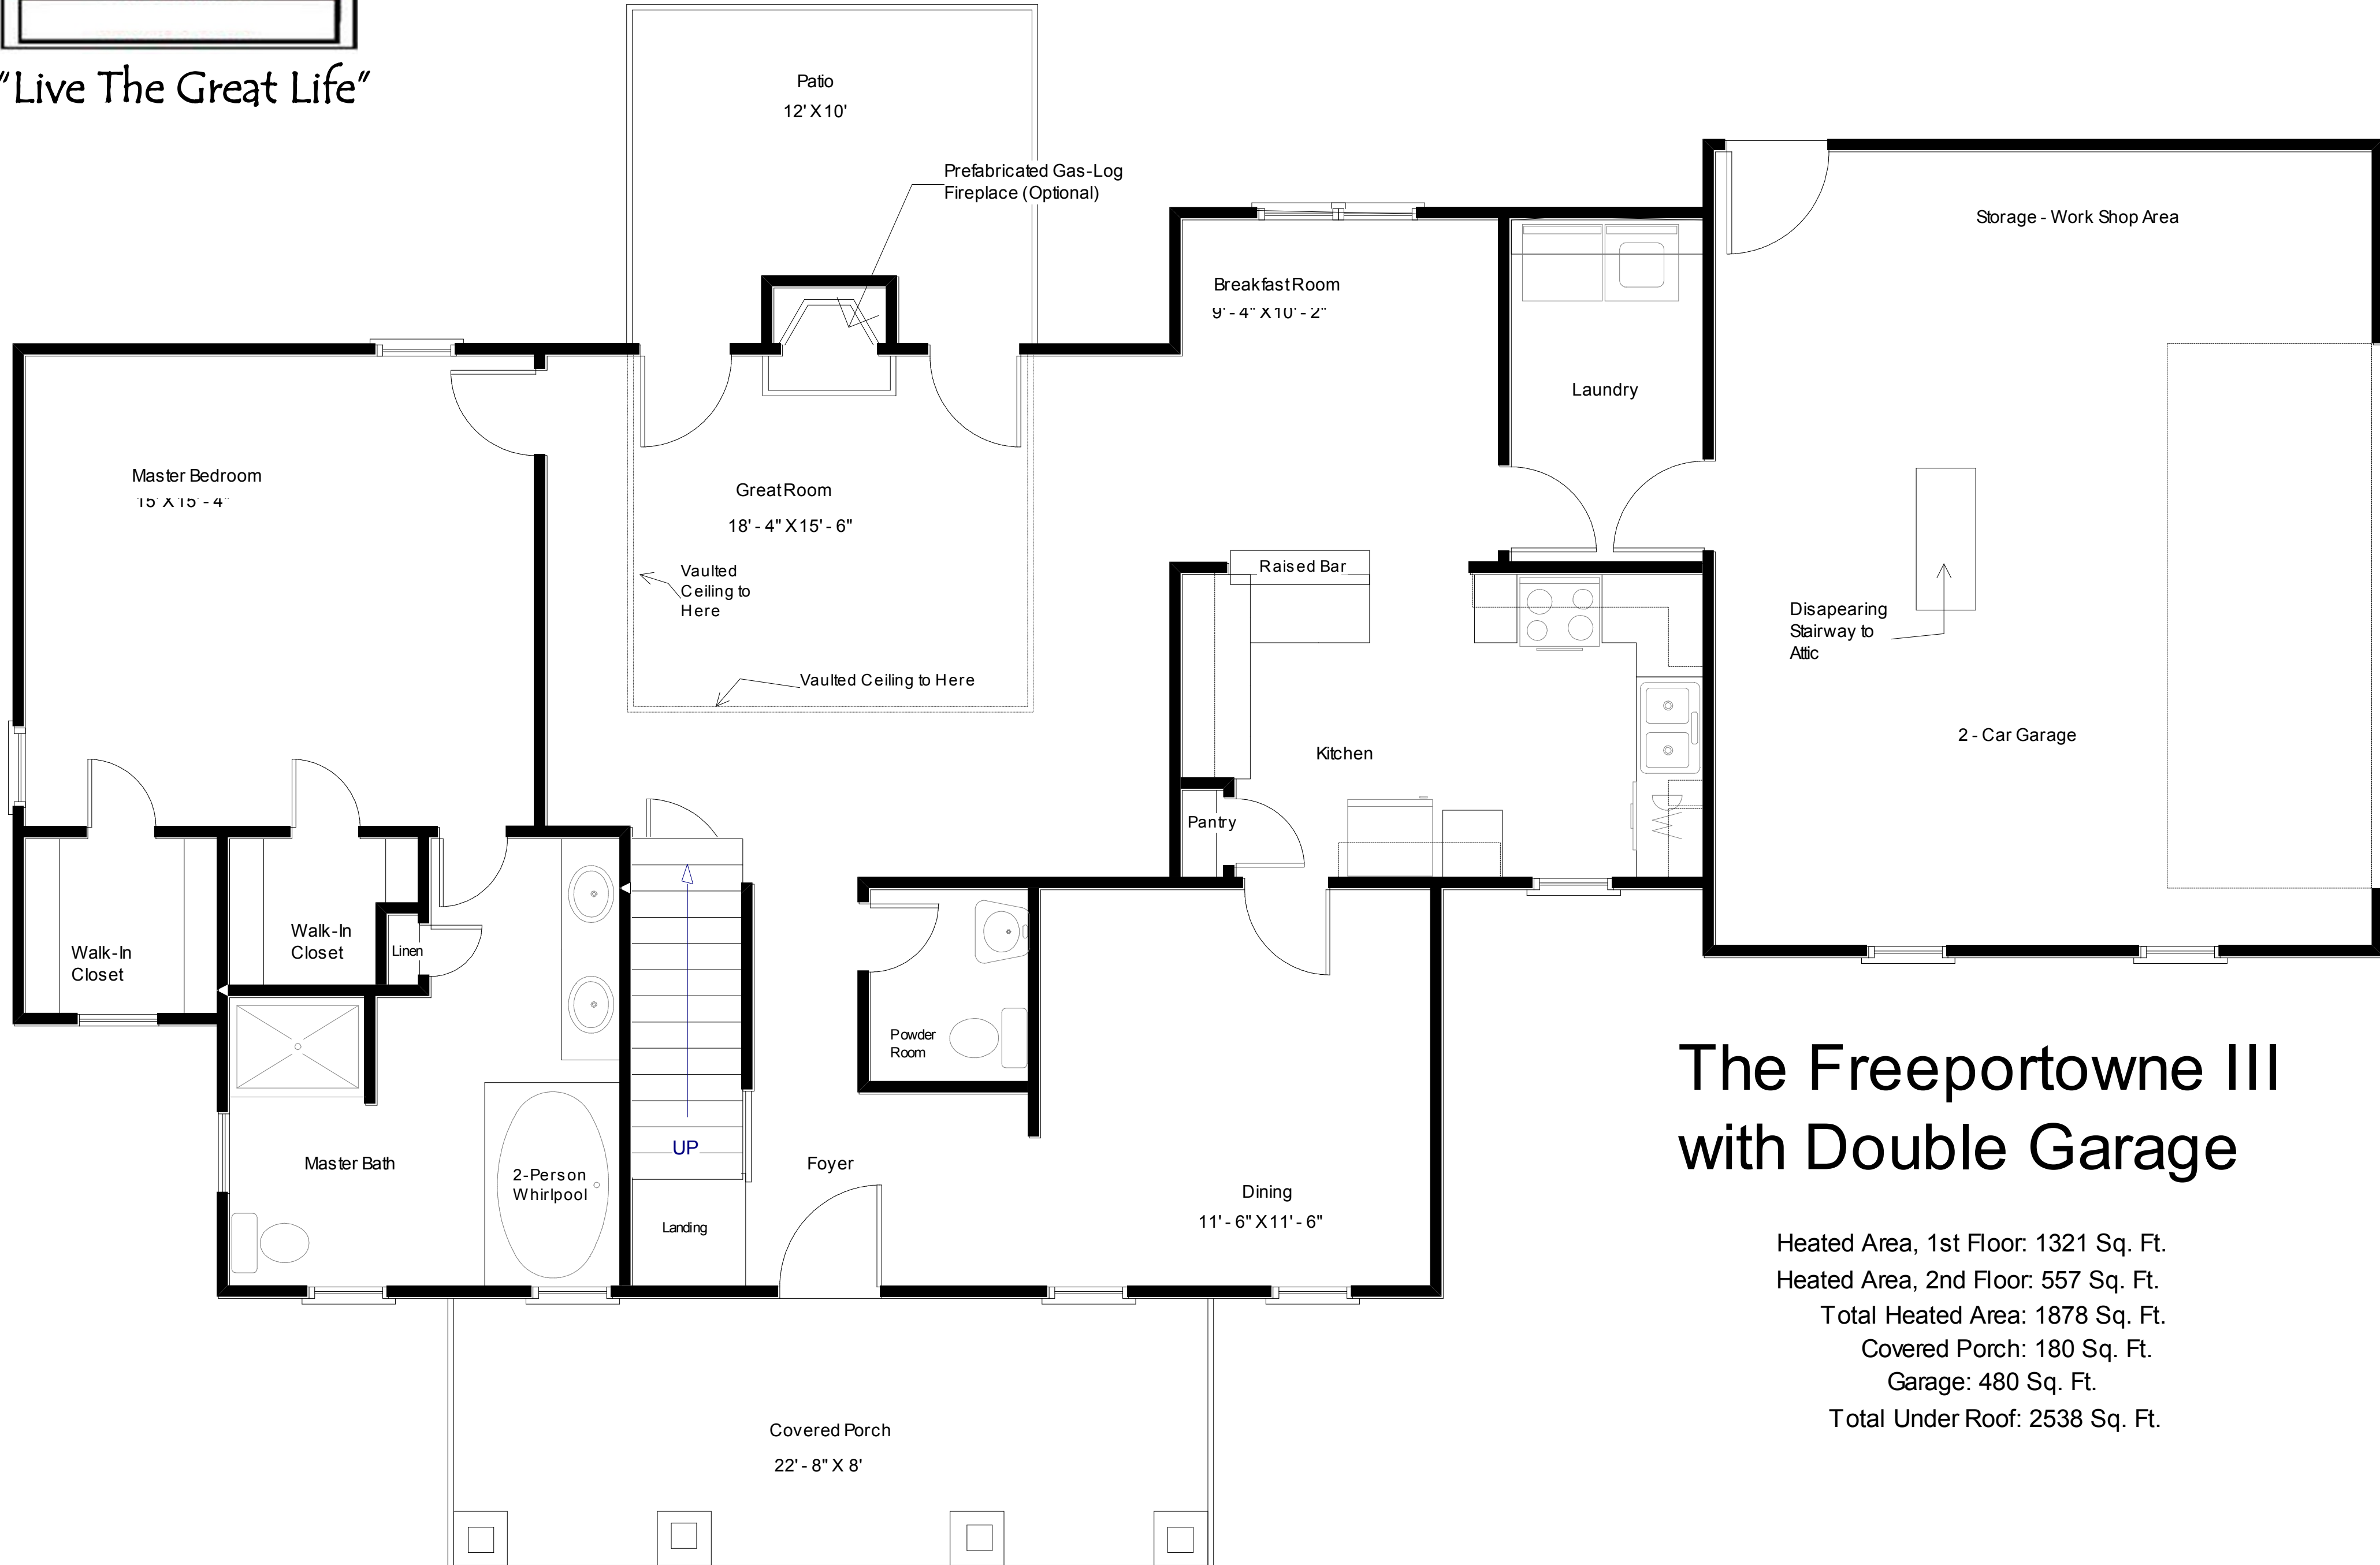 "Live The Great Life"
Patio
12' X 10'
Prefabricated Gas-Log
Fireplace (Optional)
Storage - Work Shop Area
Breakfast Room
9' - 4" X 10' - 2"
Laundry
Master Bedroom
15' X 15' - 4"
Great Room
18' - 4" X 15' - 6"
Vaulted
Ceiling to
Here
Raised Bar
Disapearing
Stairway to
Attic
Vaulted Ceiling to Here
2 - Car Garage
Kitchen
Pantry
Walk-In
Closet
Walk-In
Closet
Linen
Powder
Room
The Freeportowne III
with Double Garage
UP
Foyer
Master Bath
2-Person
Whirlpool
Landing
Dining
11' - 6" X 11' - 6"
Heated Area, 1st Floor: 1321 Sq. Ft.
Heated Area, 2nd Floor: 557 Sq. Ft.
Total Heated Area: 1878 Sq. Ft.
Covered Porch: 180 Sq. Ft.
Garage: 480 Sq. Ft.
Total Under Roof: 2538 Sq. Ft.
Covered Porch
22' - 8" X 8'